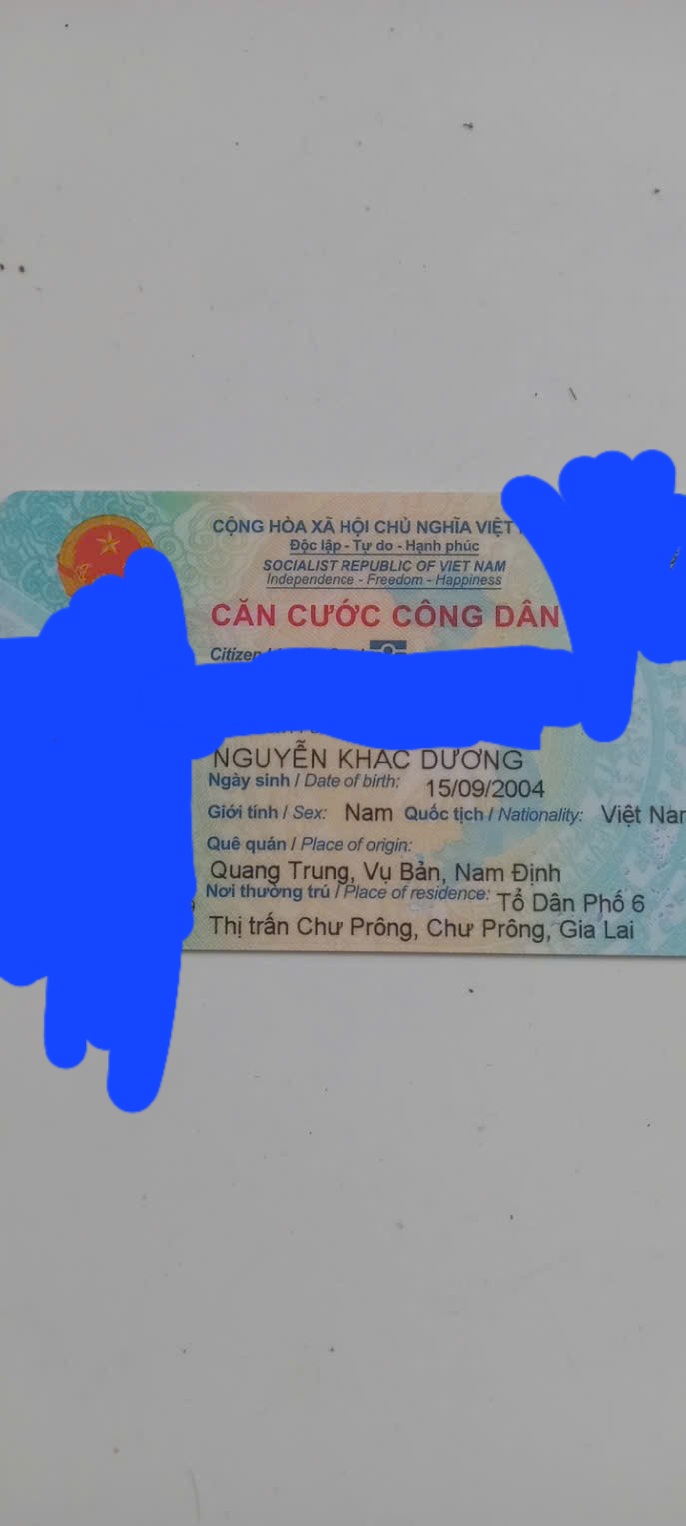 CỘNG HÒA XÃ HỘI CHỦ NGHĨA VIỆT
Độc lập - Tự do - Hạnh phúc
SOCIALIST REPUBLIC OF VIET NAM
Independence - Freedom - Happiness
CĂN CƯỚC CÔNG DÂN
Citizen
NGUYỄN KHẮC DƯƠNG
Ngày sinh / Date of birth: 15/09/2004
Giới tính / Sex: Nam Quốc tịch / Nationality: Việt
Quê quán / Place of origin:
Quang Trung, Vụ Bản, Nam Định
Nơi thường trú / Place of residence: Tổ Dân Phố 6
Thị trấn Chư Prông, Chư Prông, Gia Lai